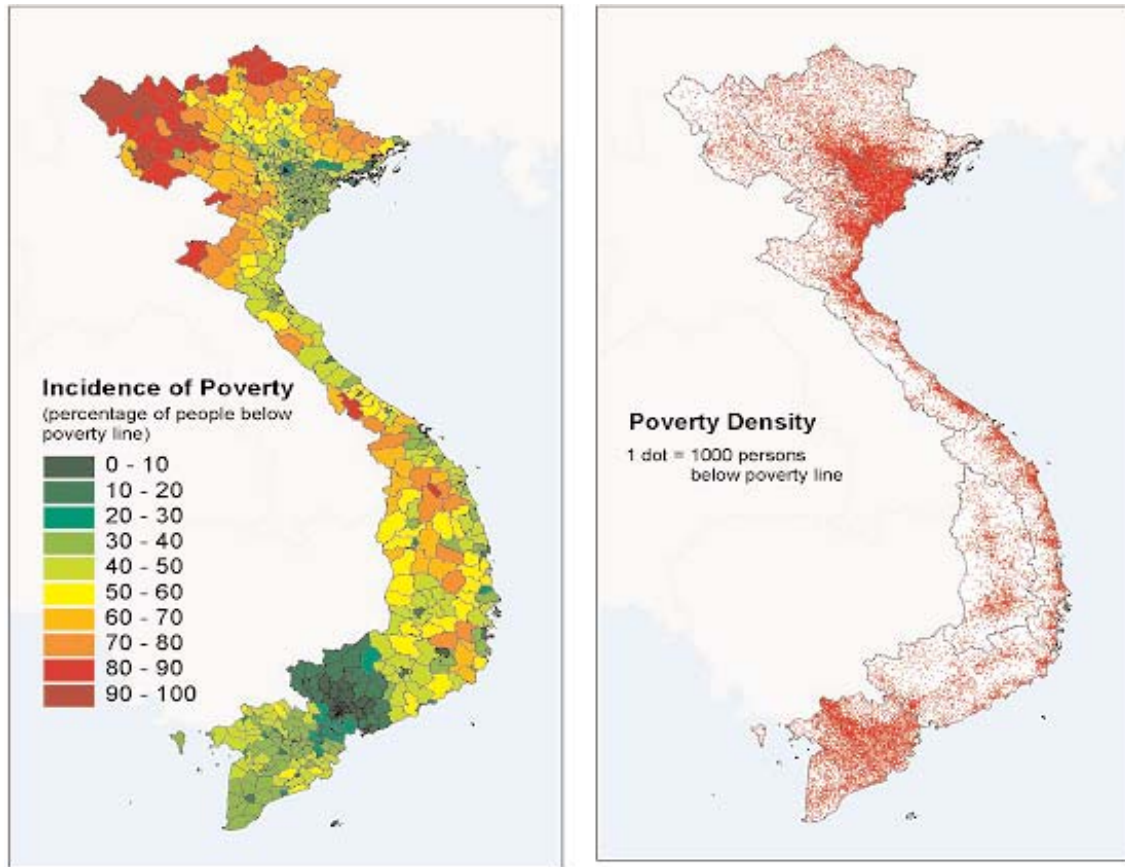 Incidence of Poverty
(percentage of people below
poverty line)
0 - 10
10 - 20
20 - 30
30 - 40
40 - 50
50 - 60
60 - 70
70 - 80
80 - 90
90 - 100
Poverty Density
1 dot = 1000 persons
below poverty line